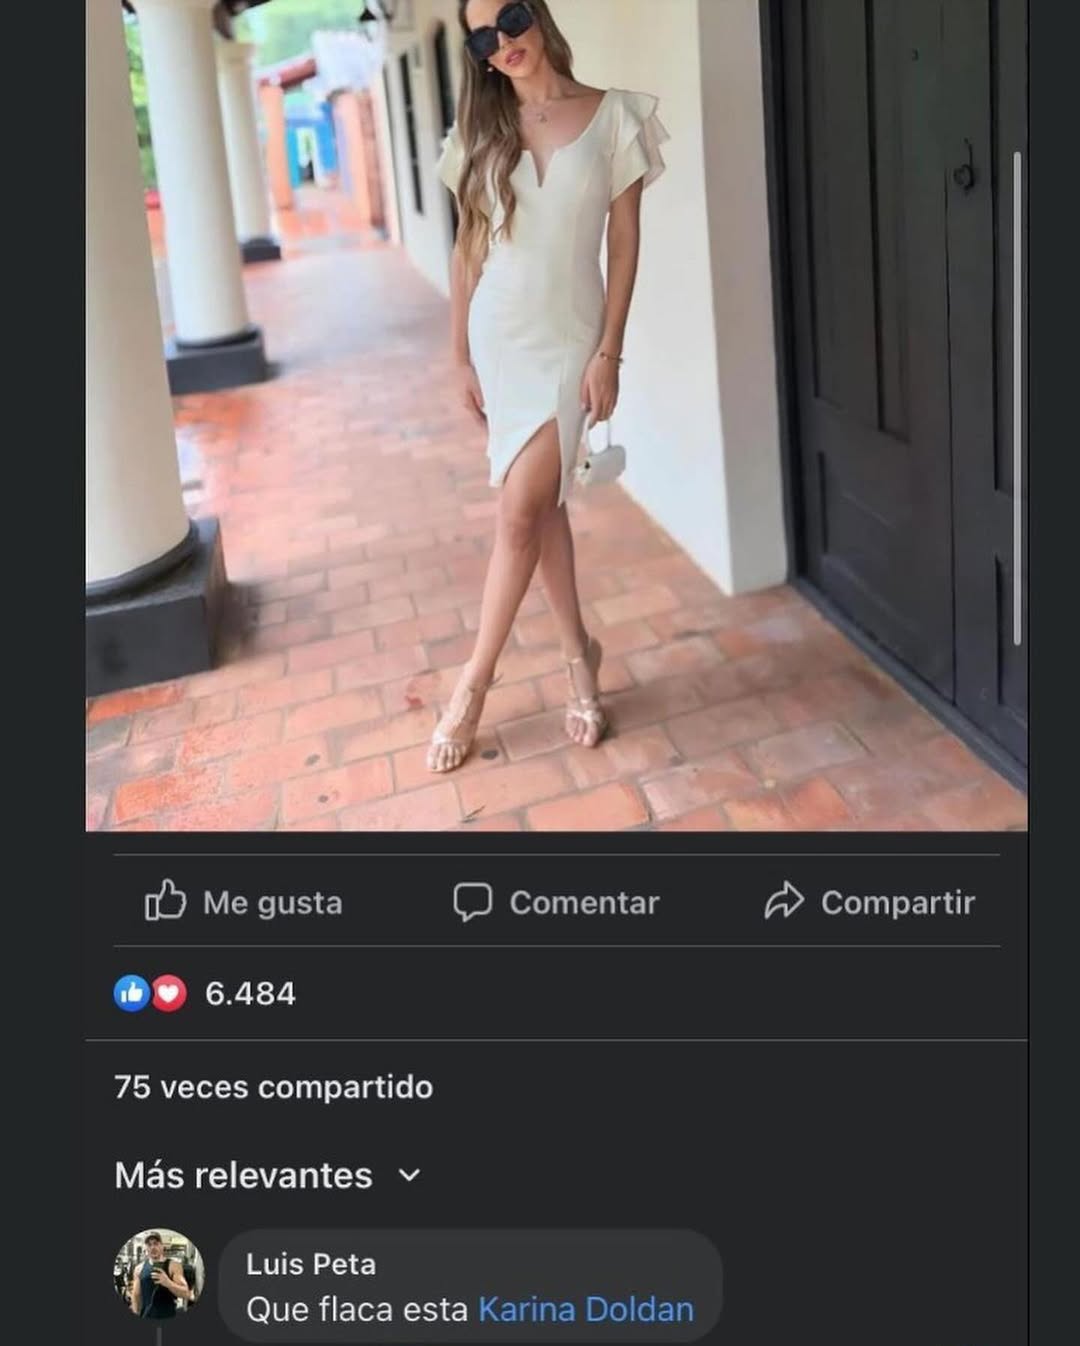 Me gusta
Comentar
Compartir
6.484
75 veces compartido
Más relevantes
Luis Peta
Que flaca esta Karina Doldan